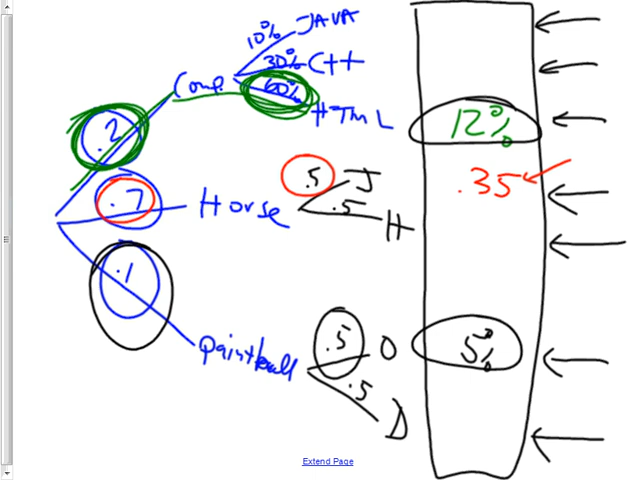 10% JAVA
30% C++
Comp. 60%
HTML
12%
.2
.5 J
.35
.7 Horse
.5 H
.1
Paintball
.5 O
5%
.5 D
Extend Page